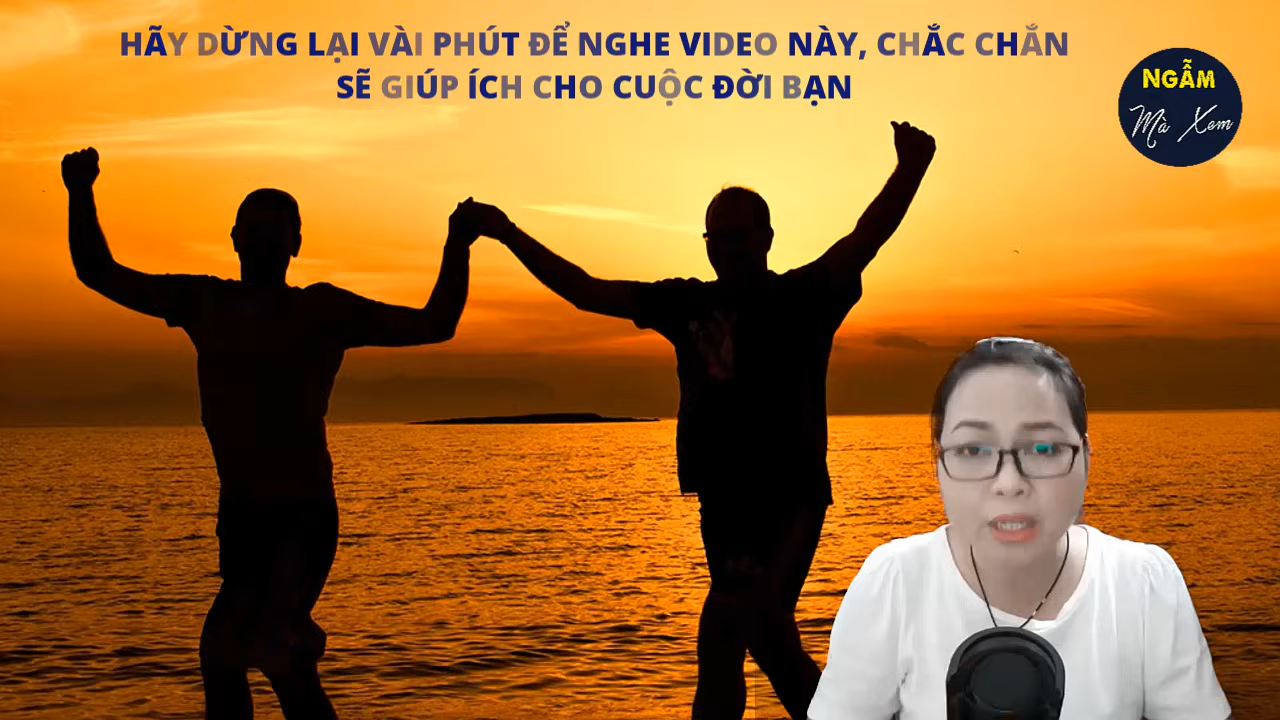 HÃY DỪNG LẠI VÀI PHÚT ĐỂ NGHE VIDEO NÀY, CHẮC CHẮN
SẼ GIÚP ÍCH CHO CUỘC ĐỜI BẠN
NGẪM
Mà Xem